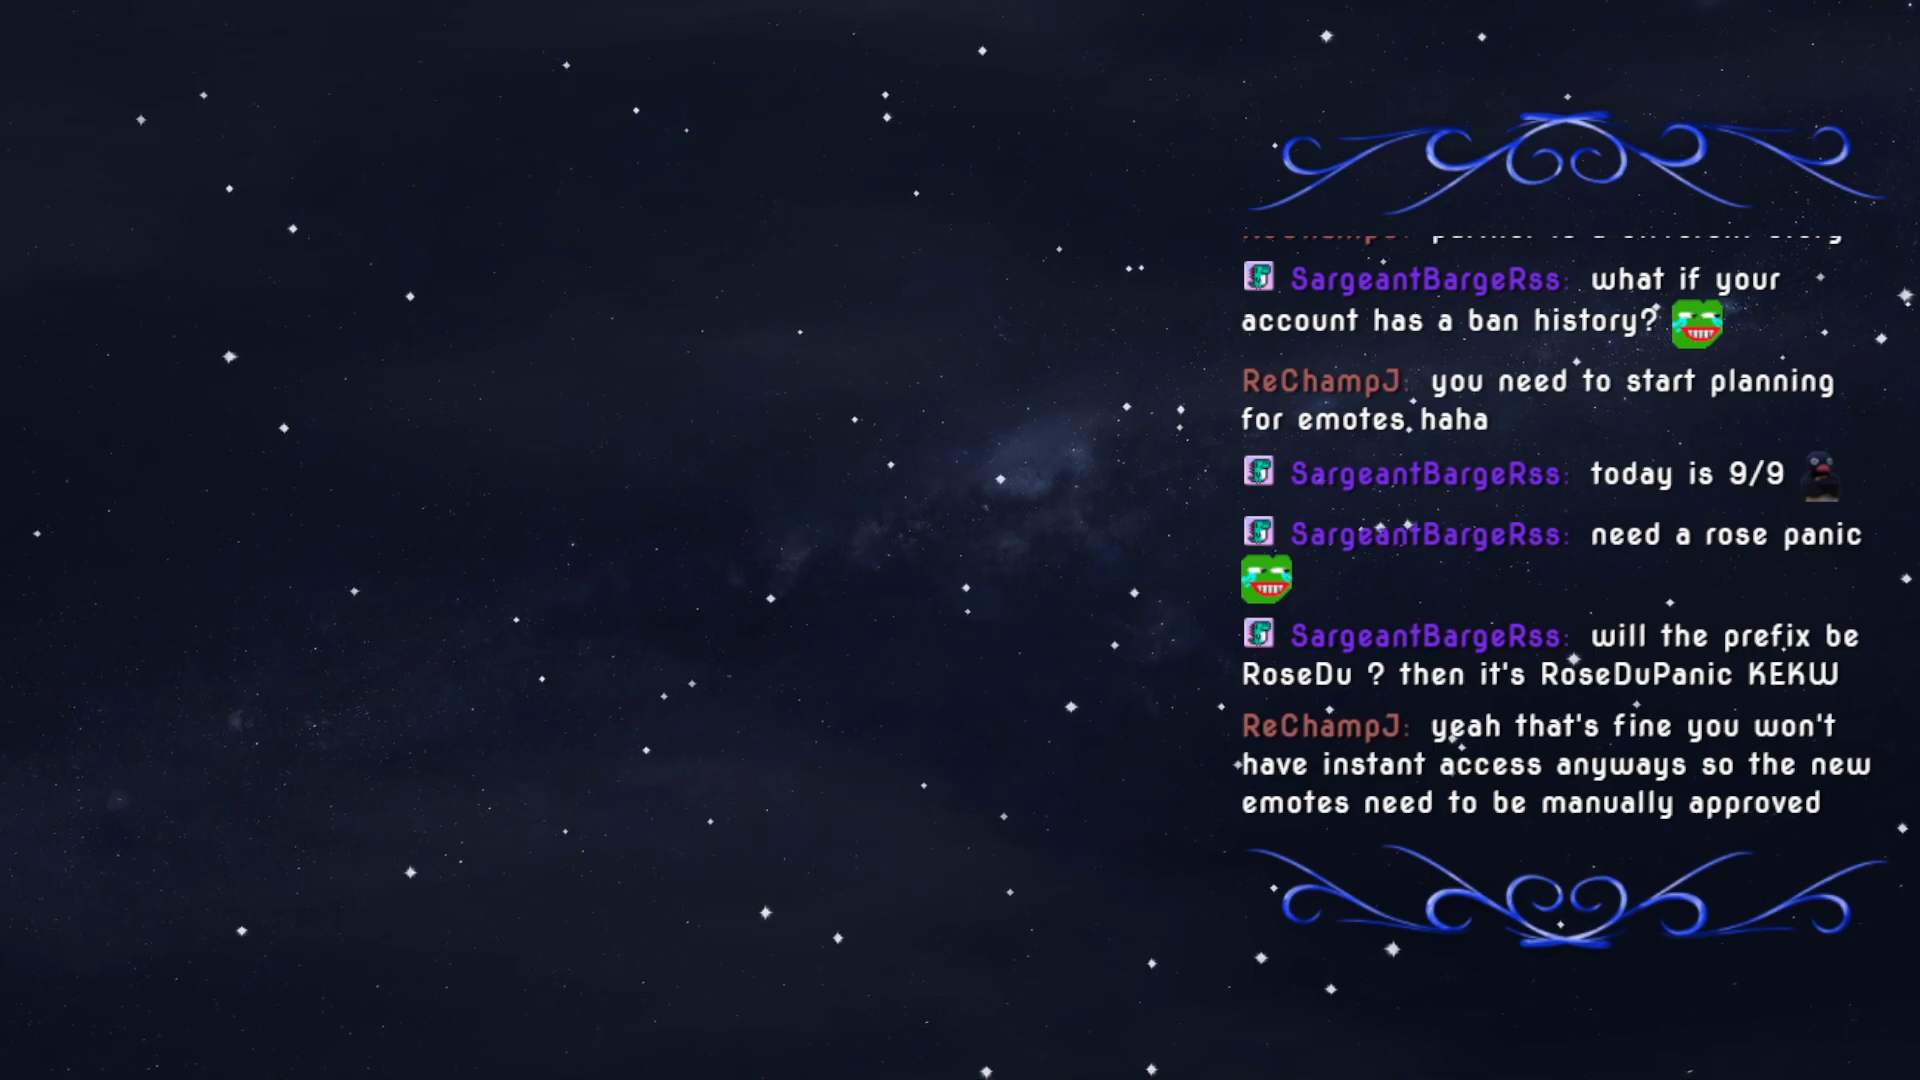 SargeantBargeRss: what if your
account has a ban history?
ReChampJ: you need to start planning
for emotes, haha
SargeantBargeRss: today is 9/9
SargeantBargeRss: need a rose panic
SargeantBargeRss: will the prefix be
RoseDu ? then it's RoseDuPanic KEKW
ReChampJ: yeah that's fine you won't
have instant access anyways so the new
emotes need to be manually approved